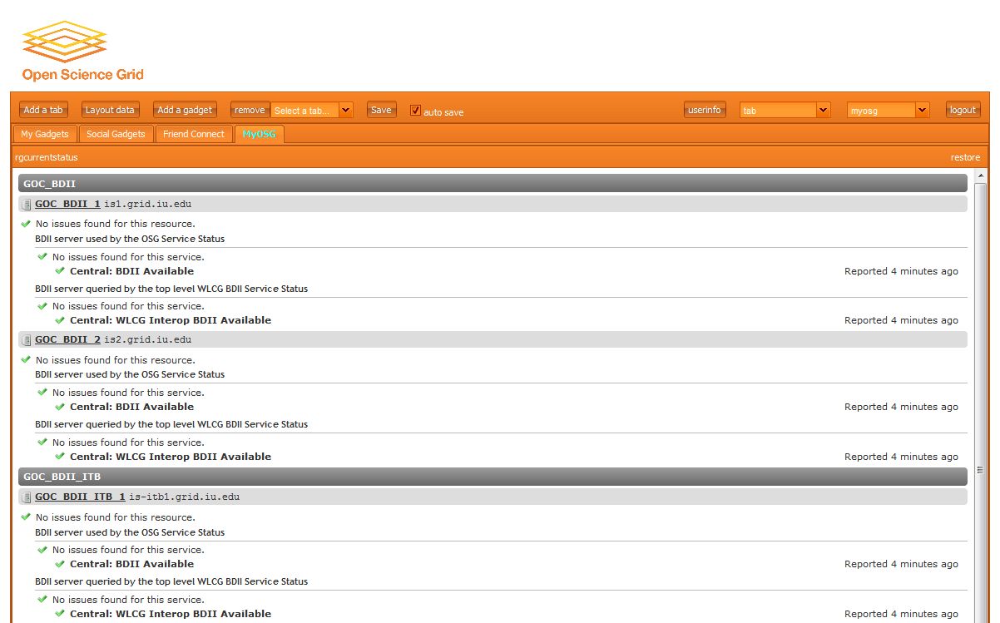 Open Science Grid
Add a tab Layout data Add a gadget remove Select a tab... Save auto save userinfo tab myosg logout
My Gadgets Social Gadgets Friend Connect MyOSG
rgcurrentstatus restore
GOC_BDII
GOC_BDII_1 is1.grid.iu.edu
No issues found for this resource.
BDII server used by the OSG Service Status
No issues found for this service.
Central: BDII Available Reported 4 minutes ago
BDII server queried by the top level WLCG BDII Service Status
No issues found for this service.
Central: WLCG Interop BDII Available Reported 4 minutes ago
GOC_BDII_2 is2.grid.iu.edu
No issues found for this resource.
BDII server used by the OSG Service Status
No issues found for this service.
Central: BDII Available Reported 4 minutes ago
BDII server queried by the top level WLCG BDII Service Status
No issues found for this service.
Central: WLCG Interop BDII Available Reported 4 minutes ago
GOC_BDII_ITB
GOC_BDII_ITB_1 is-itb1.grid.iu.edu
No issues found for this resource.
BDII server used by the OSG Service Status
No issues found for this service.
Central: BDII Available Reported 4 minutes ago
BDII server queried by the top level WLCG BDII Service Status
No issues found for this service.
Central: WLCG Interop BDII Available Reported 4 minutes ago